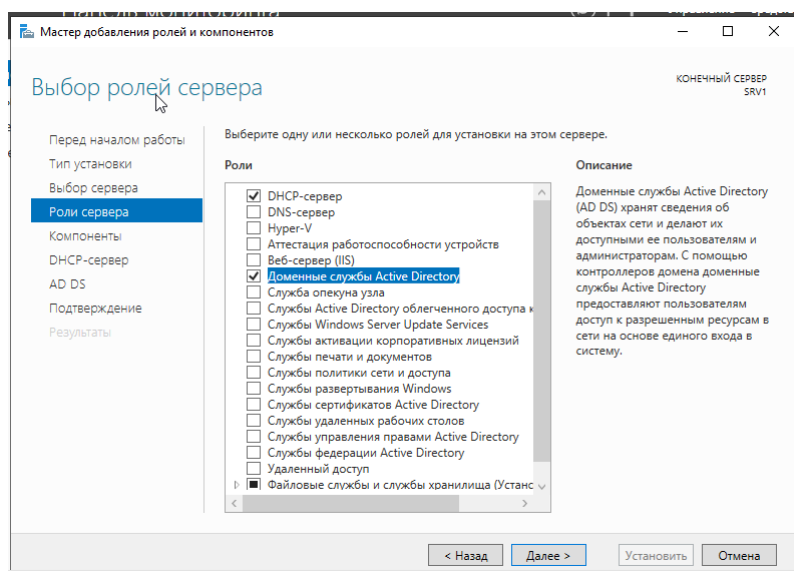 Панель мониторинга
Мастер добавления ролей и компонентов
Выбор ролей сервера
КОНЕЧНЫЙ СЕРВЕР
SRV1
Перед началом работы
Тип установки
Выбор сервера
Роли сервера
Компоненты
DHCP-сервер
AD DS
Подтверждение
Результаты
Выберите одну или несколько ролей для установки на этом сервере.
Роли
DHCP-сервер
DNS-сервер
Hyper-V
Аттестация работоспособности устройств
Веб-сервер (IIS)
Доменные службы Active Directory
Служба опекуна узла
Службы Active Directory облегченного доступа к
Службы Windows Server Update Services
Службы активации корпоративных лицензий
Службы печати и документов
Службы политики сети и доступа
Службы развертывания Windows
Службы сертификатов Active Directory
Службы удаленных рабочих столов
Службы управления правами Active Directory
Службы федерации Active Directory
Удаленный доступ
Файловые службы и службы хранилища (Устано
Описание
Доменные службы Active Directory
(AD DS) хранят сведения об
объектах сети и делают их
доступными ее пользователям и
администраторам. С помощью
контроллеров домена доменные
службы Active Directory
предоставляют пользователям
доступ к разрешенным ресурсам в
сети на основе единого входа в
систему.
< Назад
Далее >
Установить
Отмена